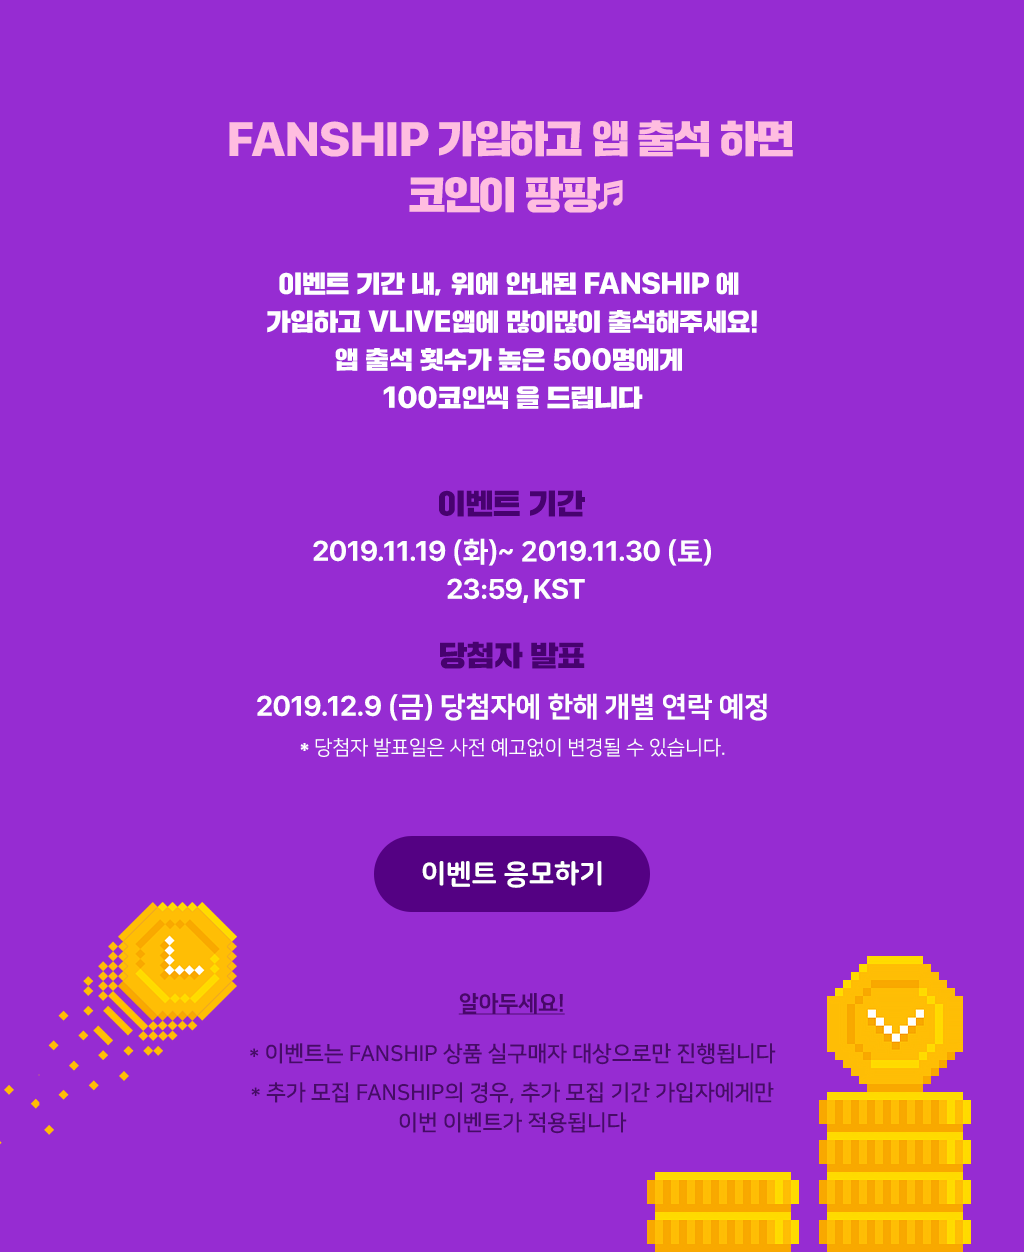 FANSHIP 가입하고 앱 출석 하면
코인이 팡팡♬
이벤트 기간 내, 위에 안내된 FANSHIP 에
가입하고 VLIVE앱에 많이많이 출석해주세요!
앱 출석 횟수가 높은 500명에게
100코인씩 을 드립니다
이벤트 기간
2019.11.19 (화)~ 2019.11.30 (토)
23:59, KST
당첨자 발표
2019.12.9 (금) 당첨자에 한해 개별 연락 예정
* 당첨자 발표일은 사전 예고없이 변경될 수 있습니다.
이벤트 응모하기
알아두세요!
* 이벤트는 FANSHIP 상품 실구매자 대상으로만 진행됩니다
* 추가 모집 FANSHIP의 경우, 추가 모집 기간 가입자에게만
이번 이벤트가 적용됩니다